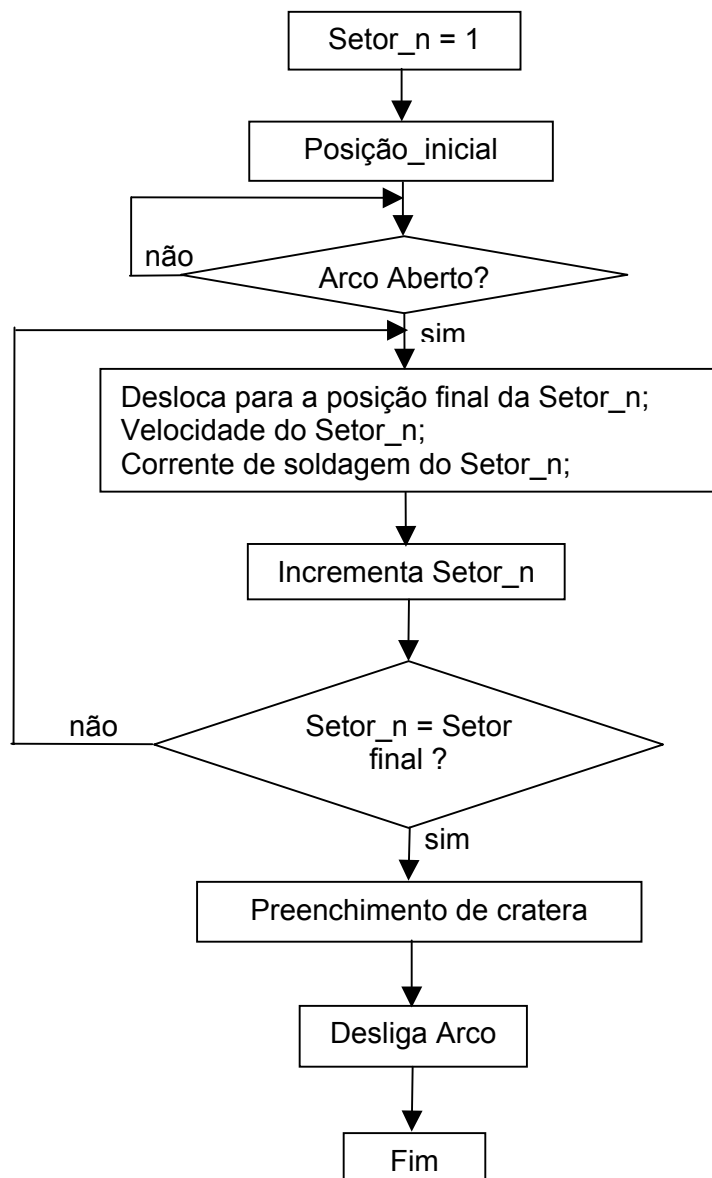 Setor_n = 1
Posição_inicial
não
Arco Aberto?
sim
Desloca para a posição final da Setor_n;
Velocidade do Setor_n;
Corrente de soldagem do Setor_n;
Incrementa Setor_n
não
Setor_n = Setor
final ?
sim
Preenchimento de cratera
Desliga Arco
Fim